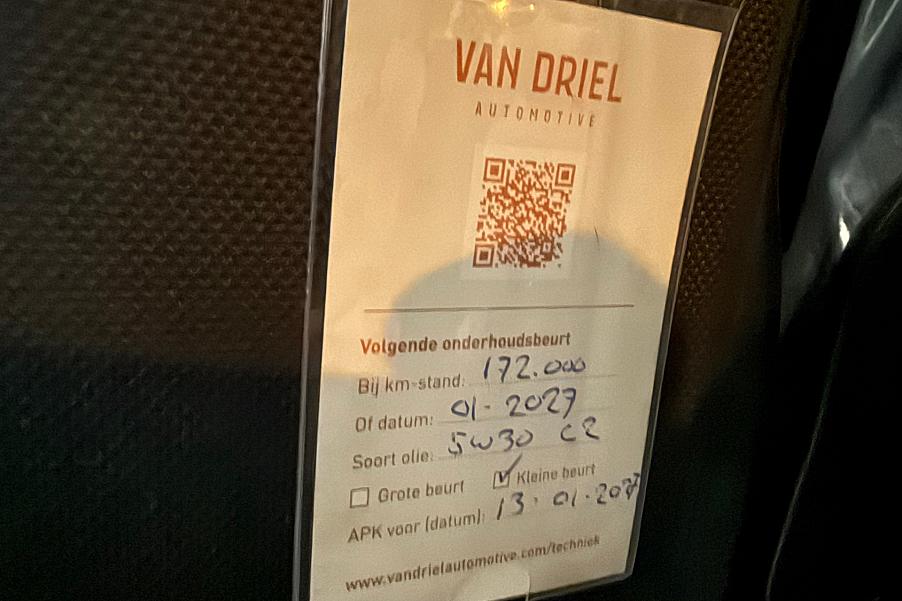 VAN DRIEL
AUTOMOTIVE
Volgende onderhoudsbeurt
Bij km-stand: 172.000
Of datum: 01-2027
Soort olie: 5W30 C2
Grote beurt Kleine beurt
APK voor (datum): 13-01-2027
www.vandrielautomotive.com/techniek